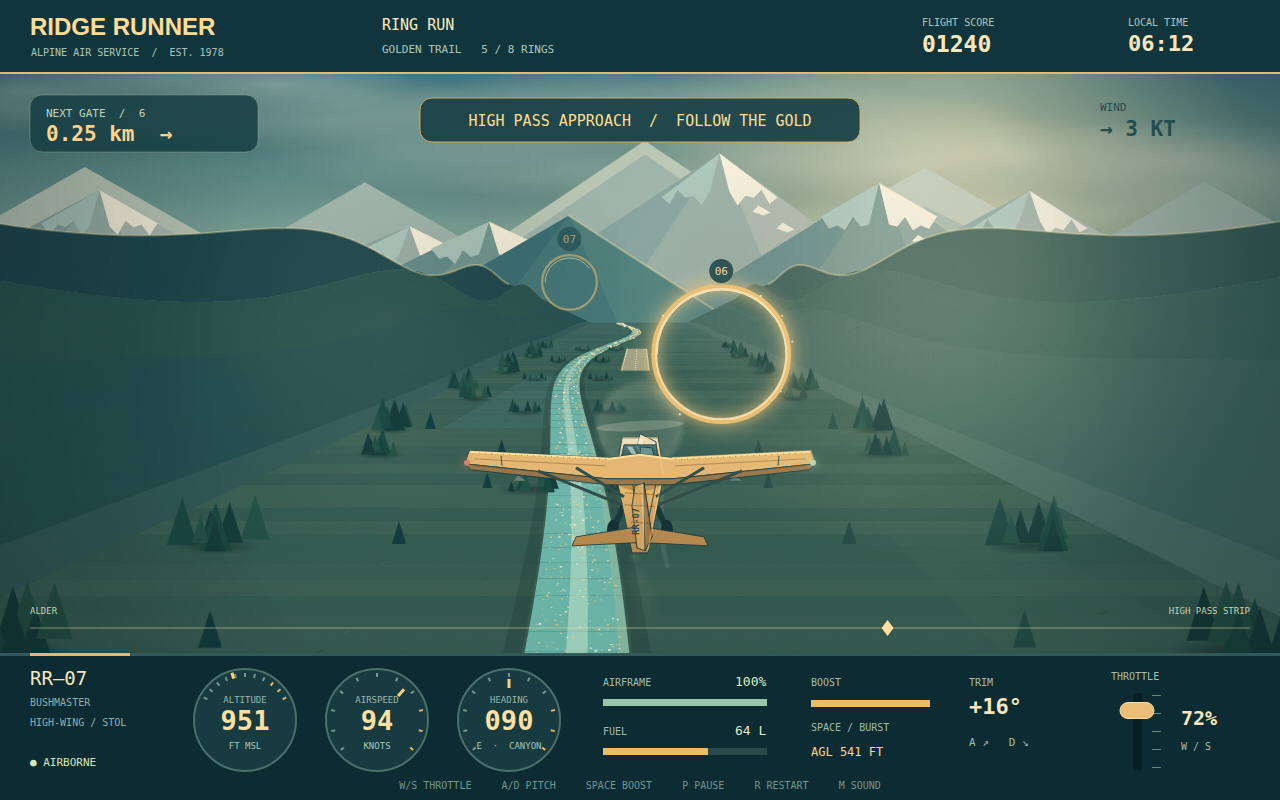 RIDGE RUNNER
ALPINE AIR SERVICE / EST. 1978
RING RUN
GOLDEN TRAIL 5 / 8 RINGS
FLIGHT SCORE
01240
LOCAL TIME
06:12
NEXT GATE / 6
0.25 km →
HIGH PASS APPROACH / FOLLOW THE GOLD
WIND
→ 3 KT
07
06
RR-07
ALDER
HIGH PASS STRIP
RR—07
BUSHMASTER
HIGH-WING / STOL
● AIRBORNE
ALTITUDE
951
FT MSL
AIRSPEED
94
KNOTS
HEADING
090
E · CANYON
AIRFRAME 100%
FUEL 64 L
BOOST
SPACE / BURST
AGL 541 FT
TRIM
+16°
A ↗ D ↘
THROTTLE
72%
W / S
W/S THROTTLE A/D PITCH SPACE BOOST P PAUSE R RESTART M SOUND